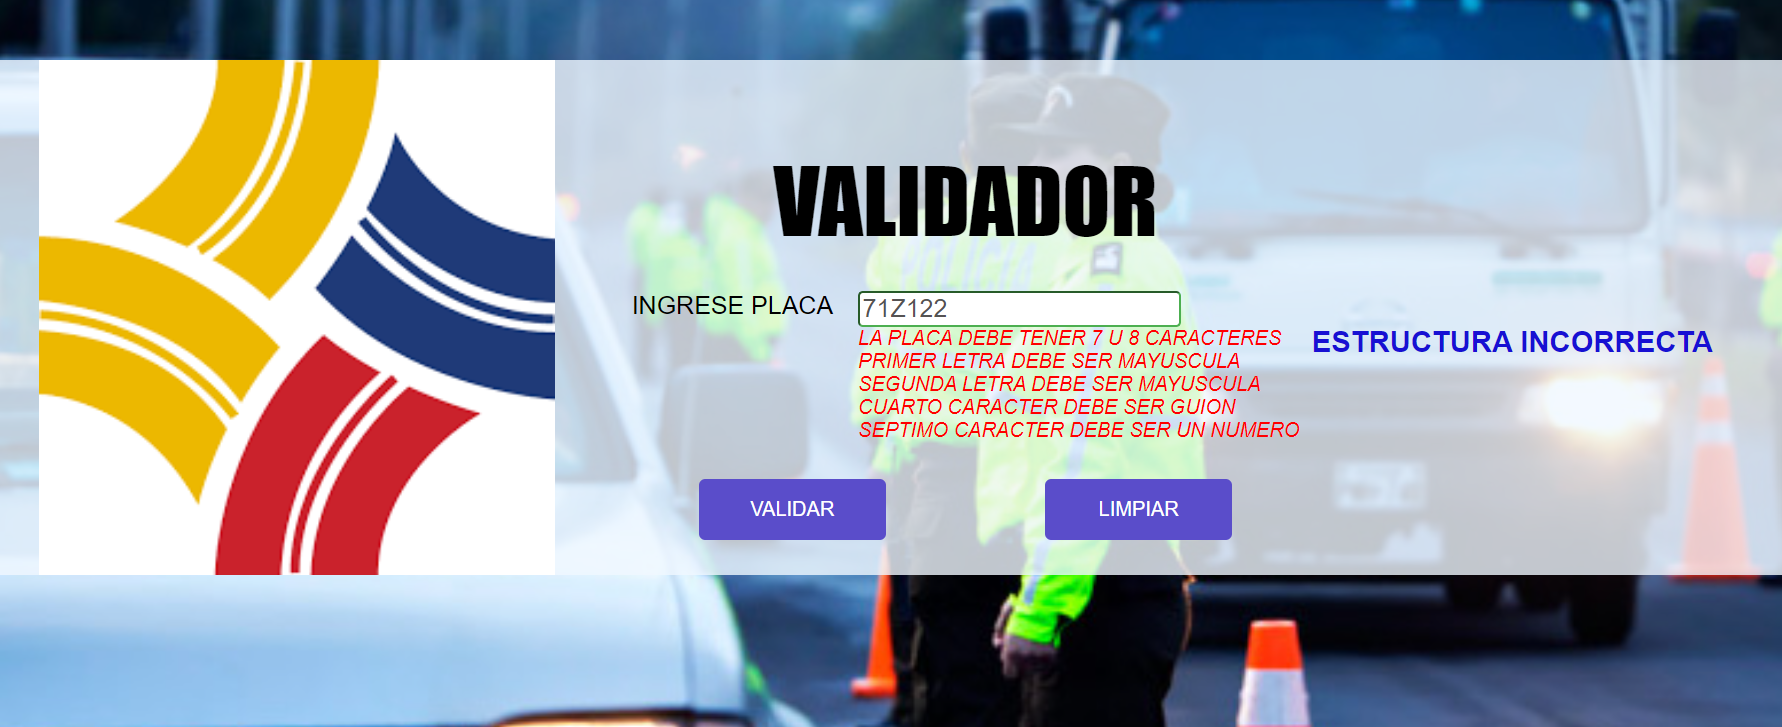 VALIDADOR
INGRESE PLACA
71Z122
LA PLACA DEBE TENER 7 U 8 CARACTERES
PRIMER LETRA DEBE SER MAYUSCULA
SEGUNDA LETRA DEBE SER MAYUSCULA
CUARTO CARACTER DEBE SER GUION
SEPTIMO CARACTER DEBE SER UN NUMERO
ESTRUCTURA INCORRECTA
VALIDAR
LIMPIAR
POLICIA